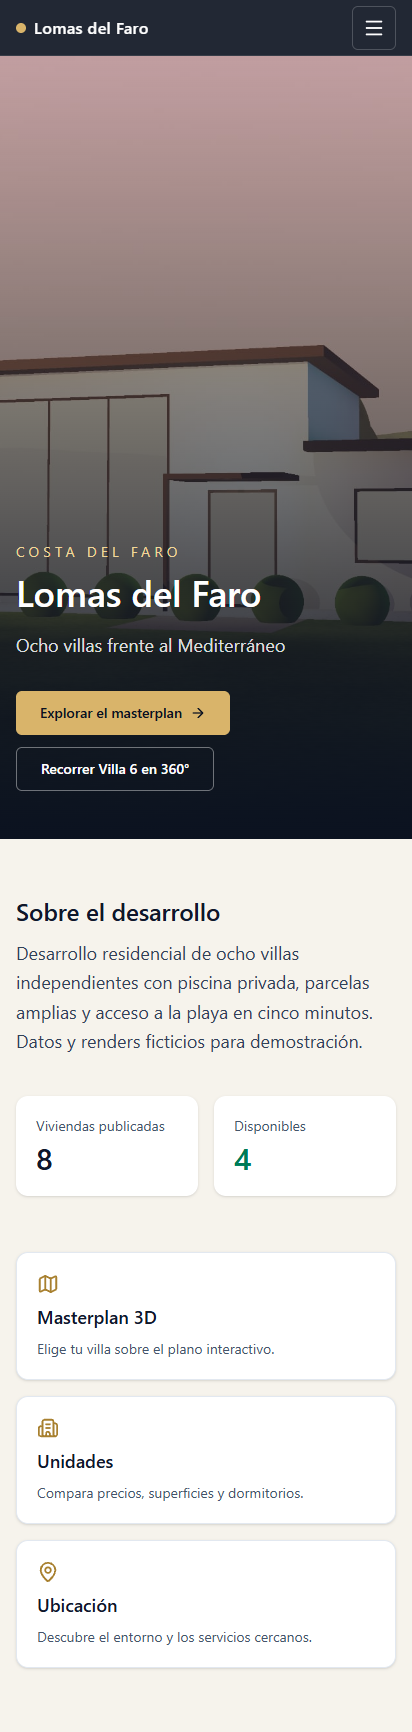 Lomas del Faro
COSTA DEL FARO
Lomas del Faro
Ocho villas frente al Mediterráneo
Explorar el masterplan →
Recorrer Villa 6 en 360°
Sobre el desarrollo
Desarrollo residencial de ocho villas
independientes con piscina privada, parcelas
amplias y acceso a la playa en cinco minutos.
Datos y renders ficticios para demostración.
Viviendas publicadas
8
Disponibles
4
Masterplan 3D
Elige tu villa sobre el plano interactivo.
Unidades
Compara precios, superficies y dormitorios.
Ubicación
Descubre el entorno y los servicios cercanos.